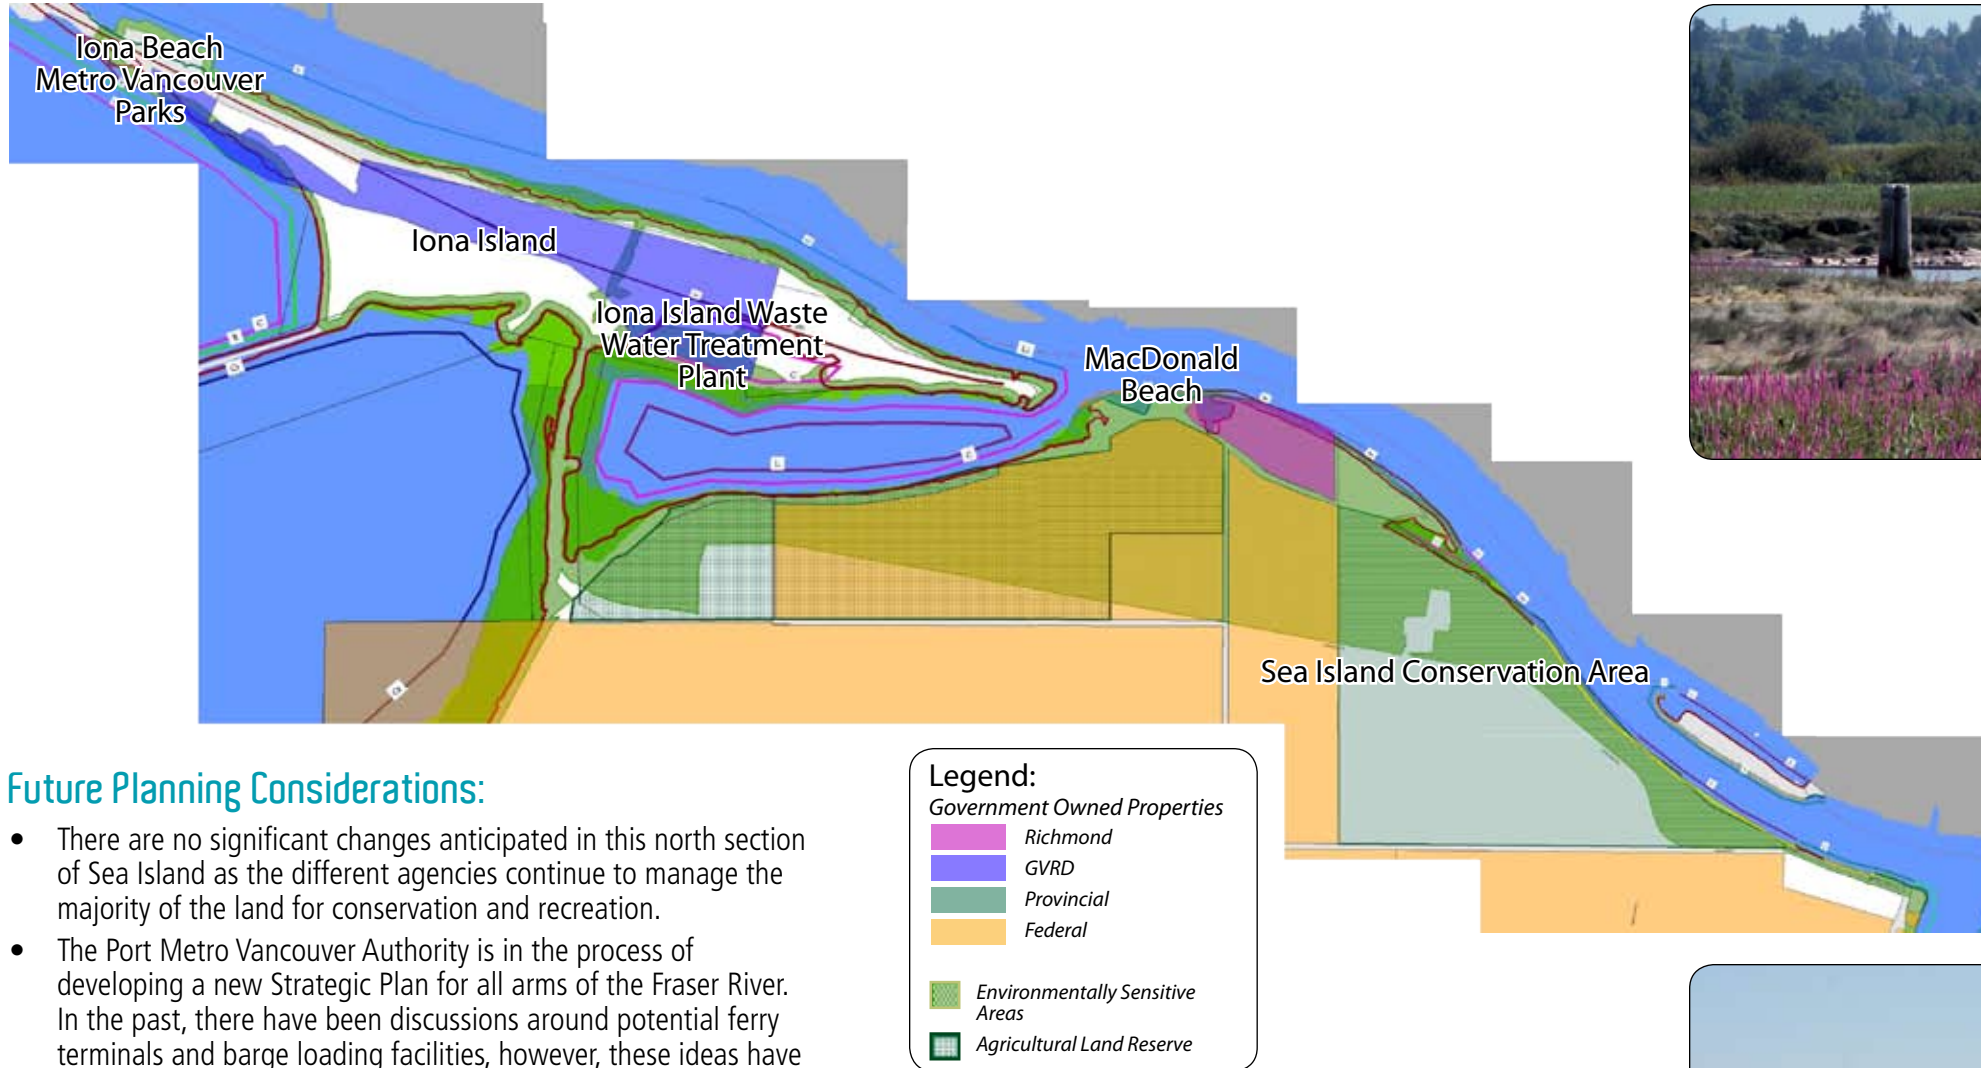 Iona Beach
Metro Vancouver
Parks
Iona Island
Iona Island Waste
Water Treatment
Plant
MacDonald
Beach
Sea Island Conservation Area
Future Planning Considerations:
• There are no significant changes anticipated in this north section
of Sea Island as the different agencies continue to manage the
majority of the land for conservation and recreation.
• The Port Metro Vancouver Authority is in the process of
developing a new Strategic Plan for all arms of the Fraser River.
In the past, there have been discussions around potential ferry
terminals and barge loading facilities, however, these ideas have
Legend:
Government Owned Properties
Richmond
GVRD
Provincial
Federal
Environmentally Sensitive
Areas
Agricultural Land Reserve